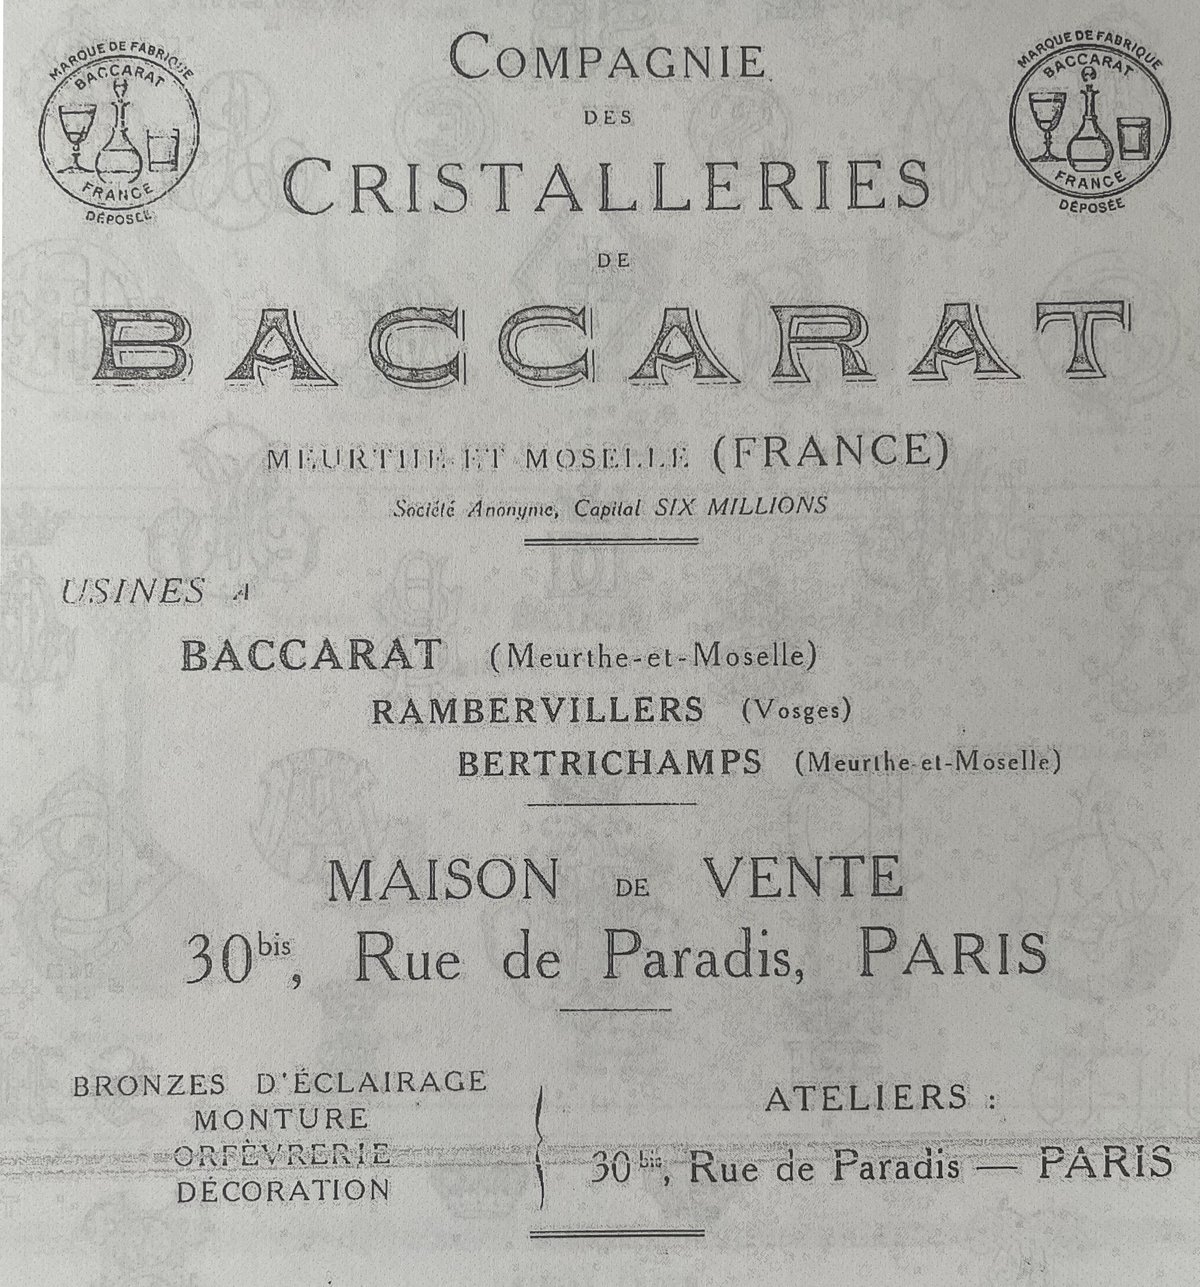 MARQUE DE FABRIQUE
BACCARAT
FRANCE
DÉPOSÉE
COMPAGNIE
DES
CRISTALLERIES
DE
BACCARAT
MARQUE DE FABRIQUE
BACCARAT
FRANCE
DÉPOSÉE
MEURTHE ET MOSELLE (FRANCE)
Société Anonyme, Capital SIX MILLIONS
USINES A
BACCARAT (Meurthe-et-Moselle)
RAMBERVILLERS (Vosges)
BERTRICHAMPS (Meurthe-et-Moselle)
MAISON DE VENTE
30bis, Rue de Paradis, PARIS
BRONZES D'ÉCLAIRAGE
MONTURE
ORFÈVRERIE
DÉCORATION
ATELIERS :
30bis, Rue de Paradis — PARIS